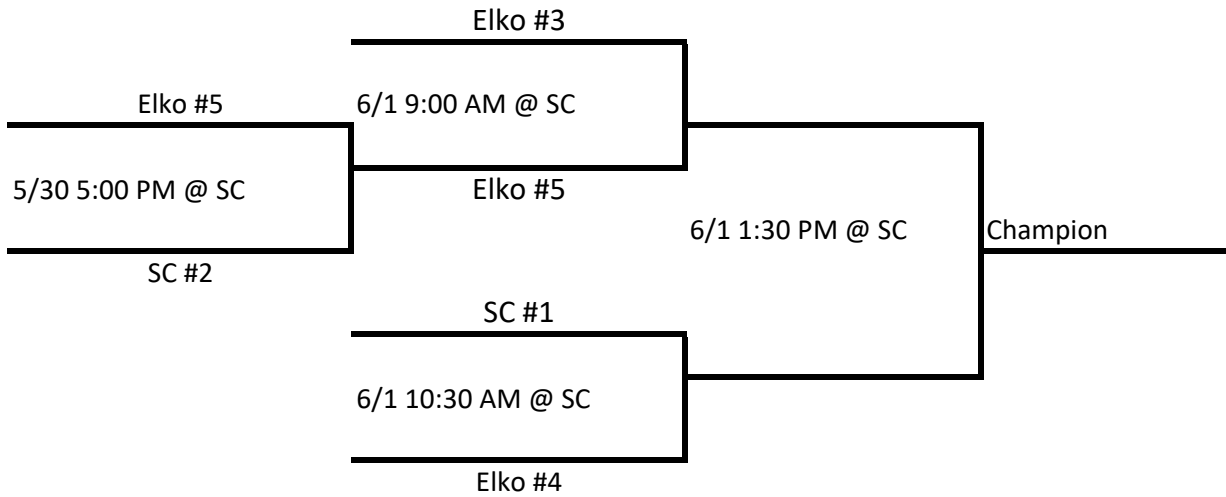 Elko #3
Elko #5
6/1 9:00 AM @ SC
5/30 5:00 PM @ SC
Elko #5
6/1 1:30 PM @ SC
Champion
SC #2
SC #1
6/1 10:30 AM @ SC
Elko #4